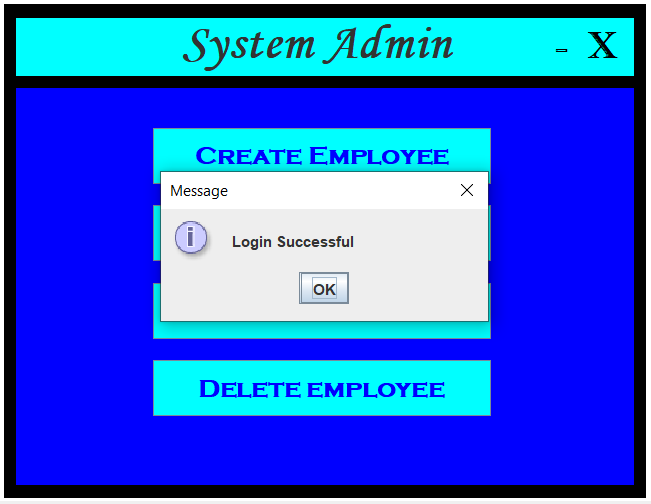 System Admin
- X
Create Employee
Message
Login Successful
OK
Delete employee